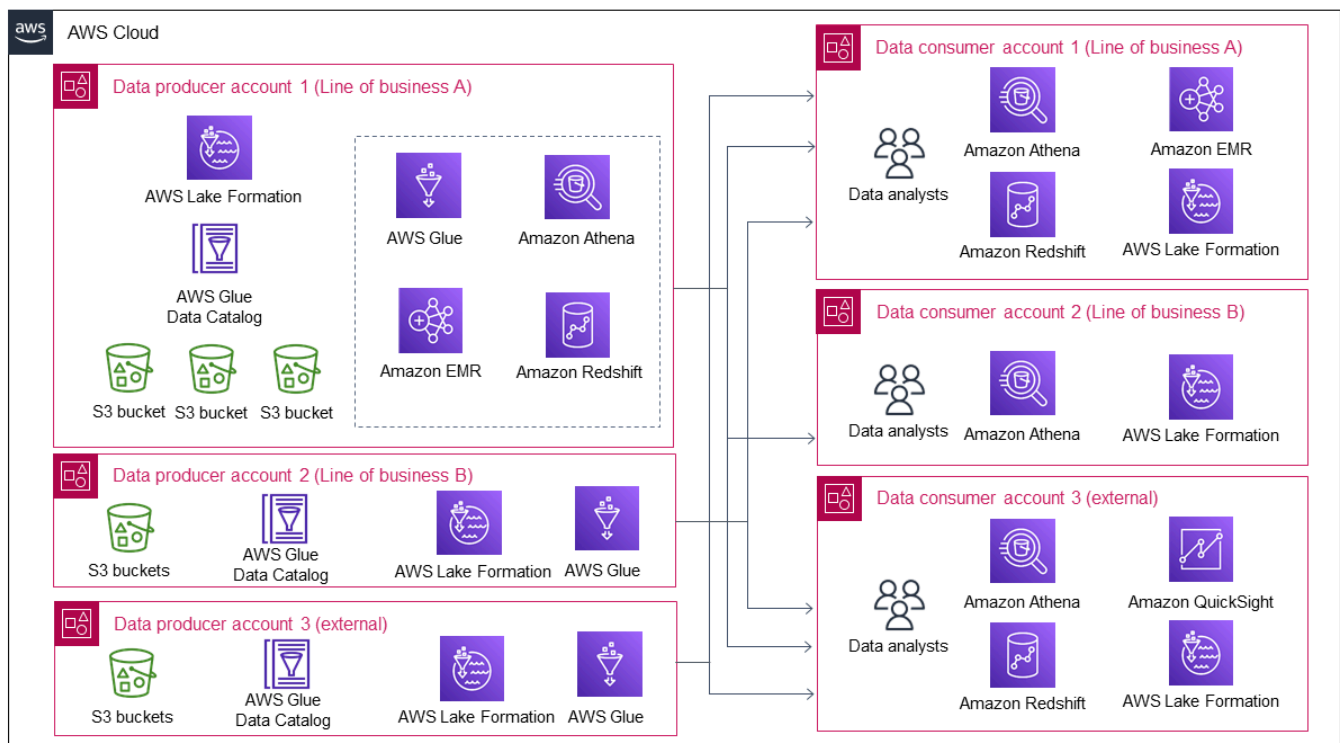 aws
AWS Cloud
Data producer account 1 (Line of business A)
AWS Lake Formation
AWS Glue
Data Catalog
S3 bucket
S3 bucket
S3 bucket
AWS Glue
Amazon Athena
Amazon EMR
Amazon Redshift
Data producer account 2 (Line of business B)
S3 buckets
AWS Glue
Data Catalog
AWS Lake Formation
AWS Glue
Data producer account 3 (external)
S3 buckets
AWS Glue
Data Catalog
AWS Lake Formation
AWS Glue
Data consumer account 1 (Line of business A)
Data analysts
Amazon Athena
Amazon EMR
Amazon Redshift
AWS Lake Formation
Data consumer account 2 (Line of business B)
Data analysts
Amazon Athena
AWS Lake Formation
Data consumer account 3 (external)
Data analysts
Amazon Athena
Amazon QuickSight
Amazon Redshift
AWS Lake Formation